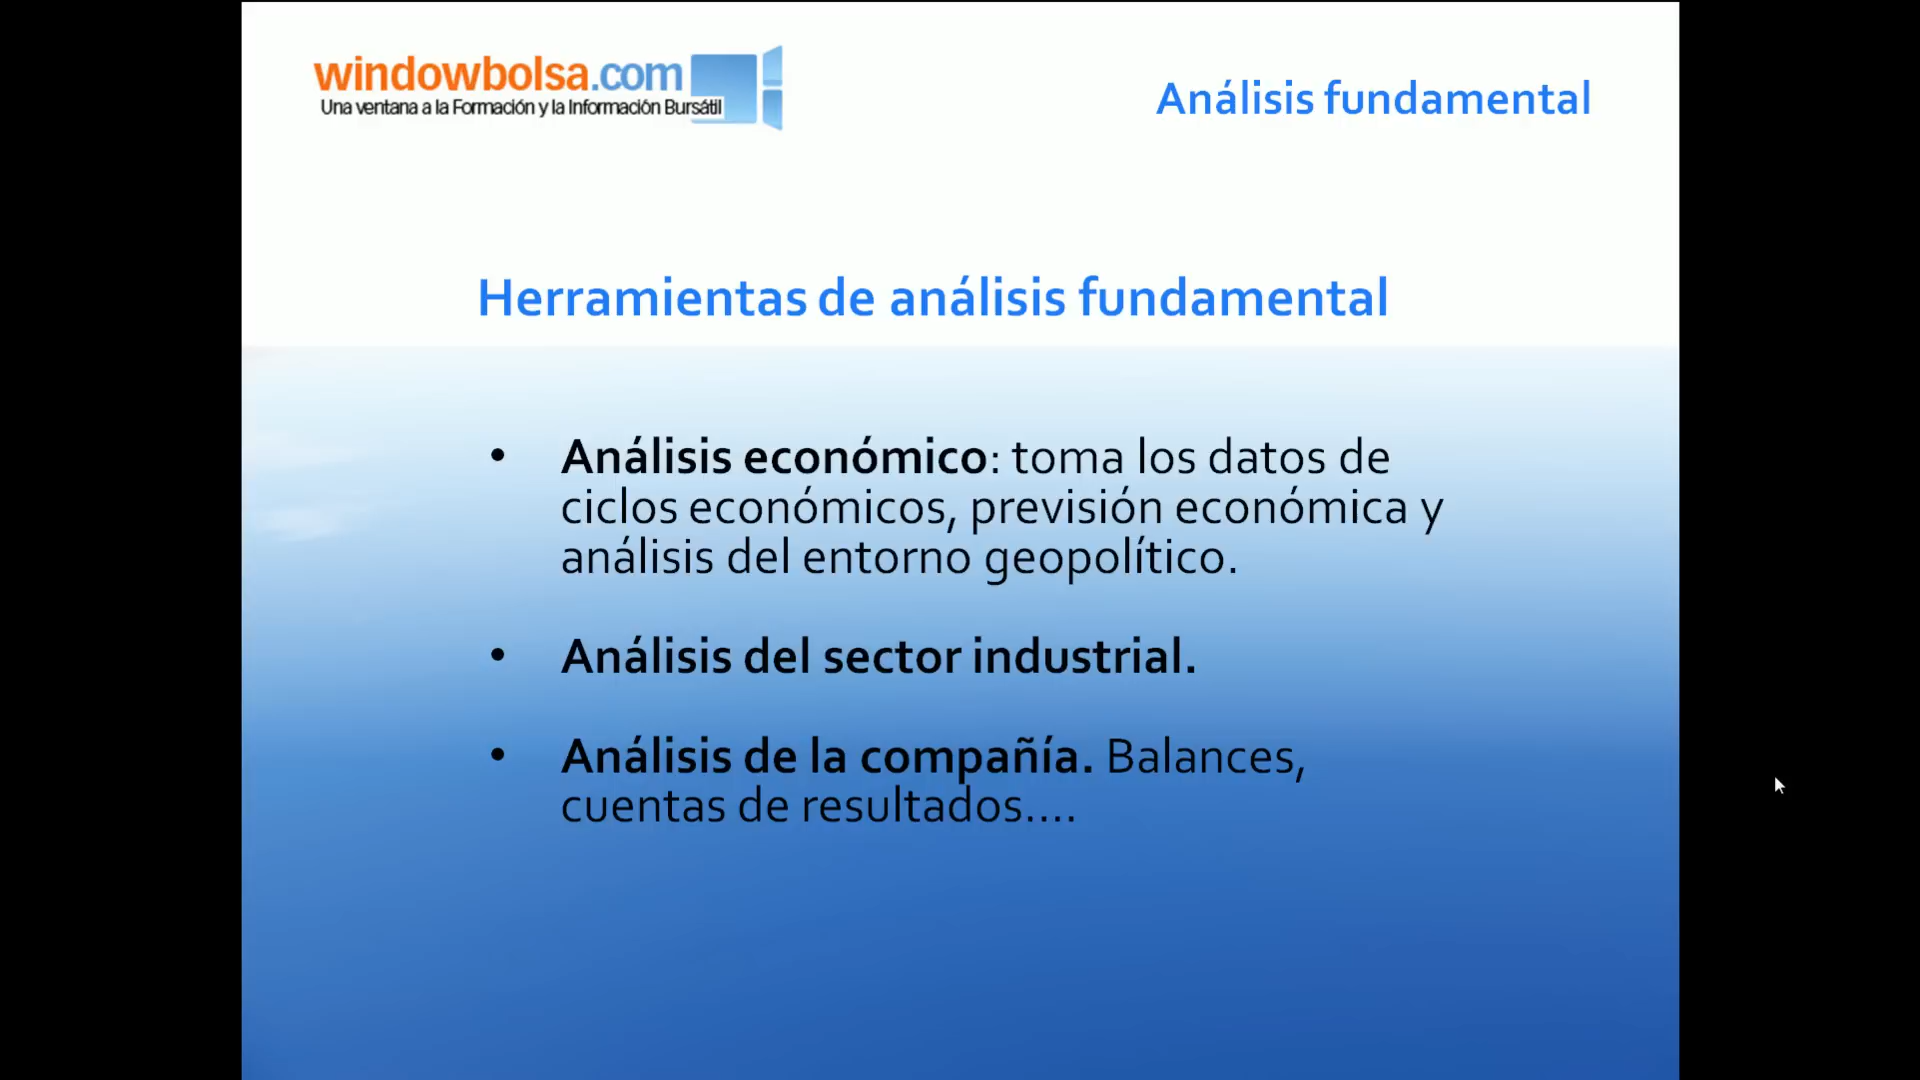 windowbolsa.com
Una ventana a la Formación y la Información Bursátil
Análisis fundamental
Herramientas de análisis fundamental
• Análisis económico: toma los datos de
ciclos económicos, previsión económica y
análisis del entorno geopolítico.
• Análisis del sector industrial.
• Análisis de la compañía. Balances,
cuentas de resultados....